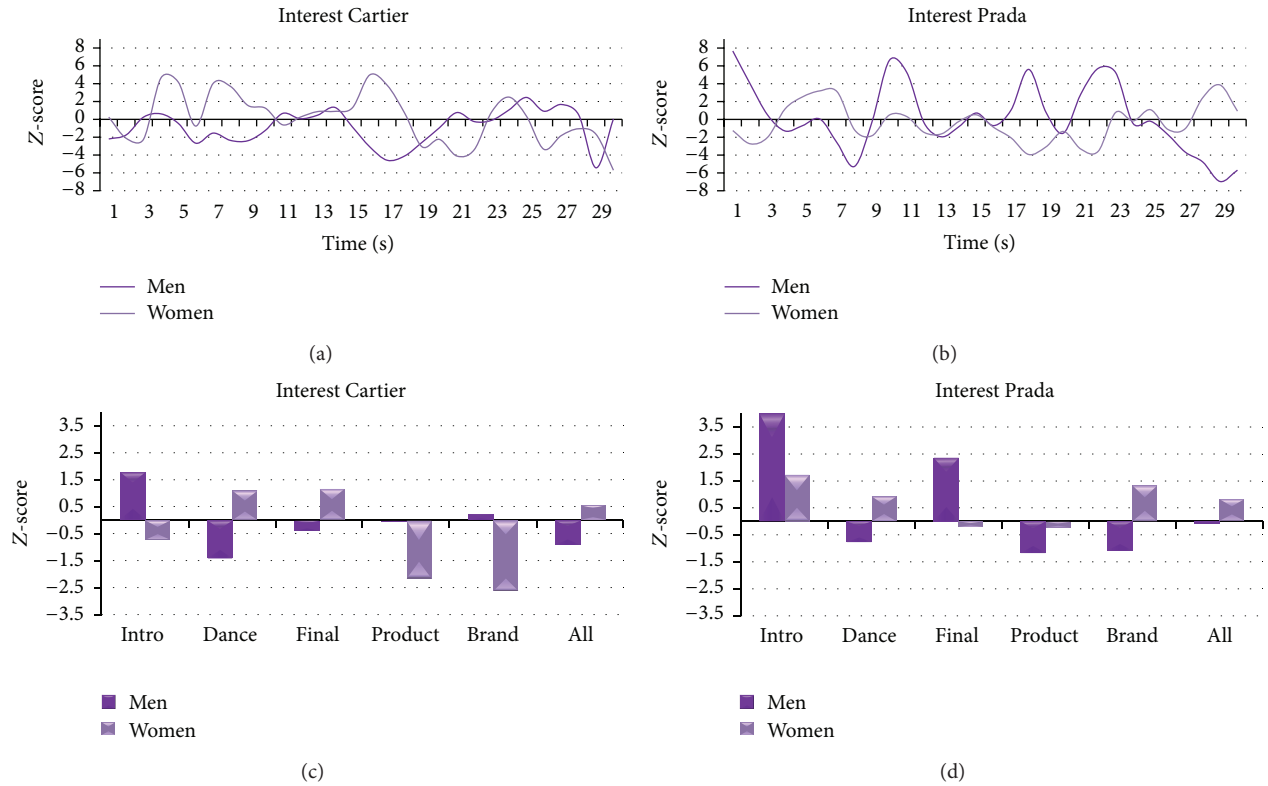 Interest Cartier
8
6
4
2
0
−2
−4
−6
−8
Z-score
1 3 5 7 9 11 13 15 17 19 21 23 25 27 29
Time (s)
Men
Women
(a)
Interest Prada
8
6
4
2
0
−2
−4
−6
−8
Z-score
1 3 5 7 9 11 13 15 17 19 21 23 25 27 29
Time (s)
Men
Women
(b)
Interest Cartier
3.5
2.5
1.5
0.5
−0.5
−1.5
−2.5
−3.5
Z-score
Intro Dance Final Product Brand All
Men
Women
(c)
Interest Prada
3.5
2.5
1.5
0.5
−0.5
−1.5
−2.5
−3.5
Z-score
Intro Dance Final Product Brand All
Men
Women
(d)